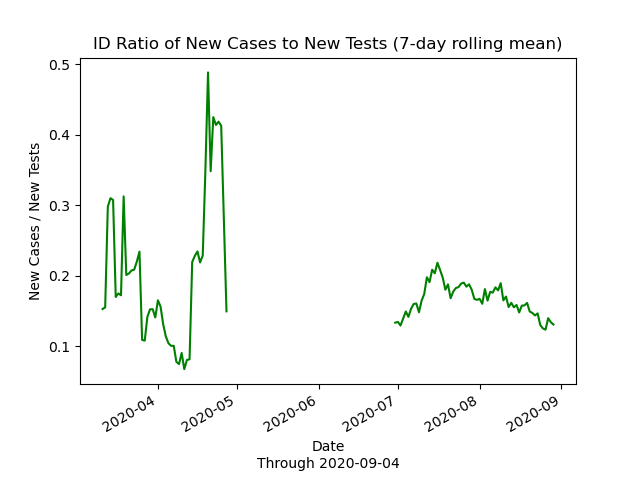 ID Ratio of New Cases to New Tests (7-day rolling mean)
0.5
0.4
0.3
0.2
0.1
New Cases / New Tests
2020-04
2020-05
2020-06
2020-07
2020-08
2020-09
Date
Through 2020-09-04